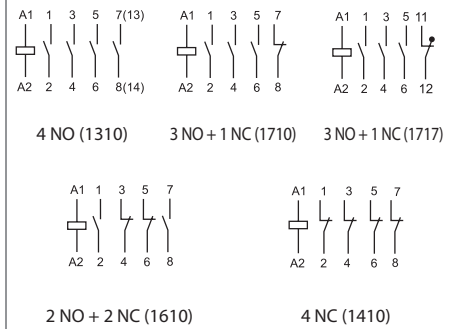 A1 1 3 5 7(13) A1 1 3 5 7 A1 1 3 5 11
A2 2 4 6 8(14) A2 2 4 6 8 A2 2 4 6 12
4 NO (1310) 3 NO + 1 NC (1710) 3 NO + 1 NC (1717)
A1 1 3 5 7 A1 1 3 5 7
A2 2 4 6 8 A2 2 4 6 8
2 NO + 2 NC (1610) 4 NC (1410)